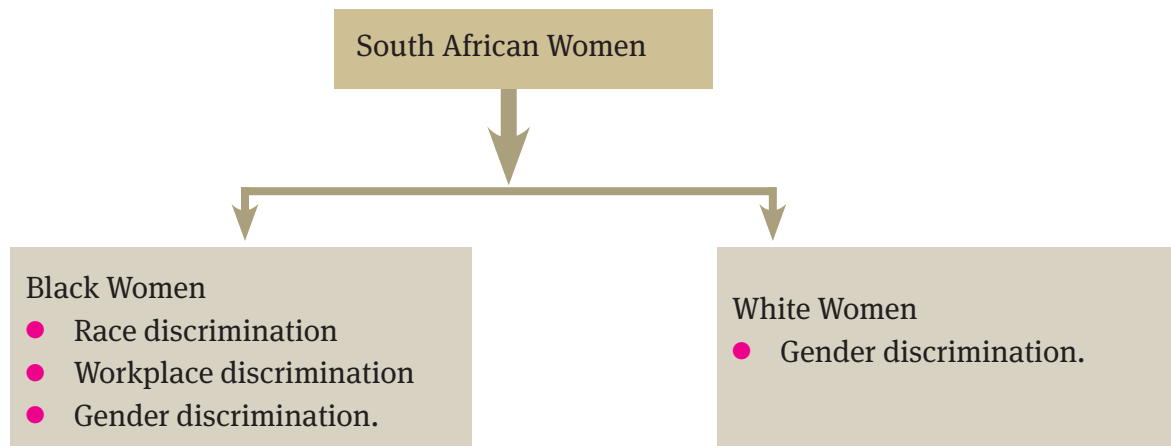 South African Women
Black Women
● Race discrimination
● Workplace discrimination
● Gender discrimination.
White Women
● Gender discrimination.